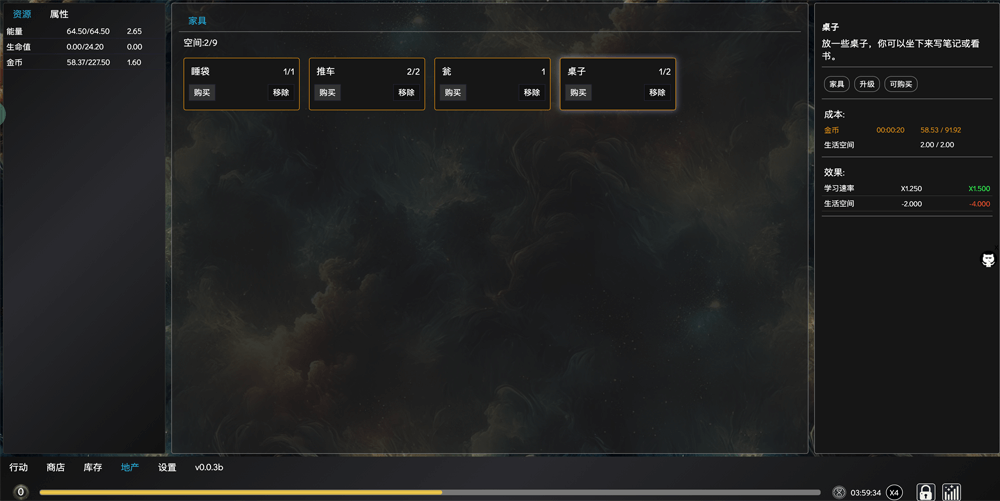 资源 属性
能量 64.50/64.50 2.65
生命值 0.00/24.20 0.00
金币 58.37/227.50 1.60
家具
空间:2/9
睡袋 1/1
购买 移除
推车 2/2
购买 移除
瓮 1
购买 移除
桌子 1/2
购买 移除
桌子
放一些桌子，你可以坐下来写笔记或看
书。
家具 升级 可购买
成本:
金币 00:00:20 58.53 / 91.92
生活空间 2.00 / 2.00
效果:
学习速率 X1.250 X1.500
生活空间 -2.000 -4.000
行动 商店 库存 地产 设置 v0.0.3b
0 03:59:34 X4